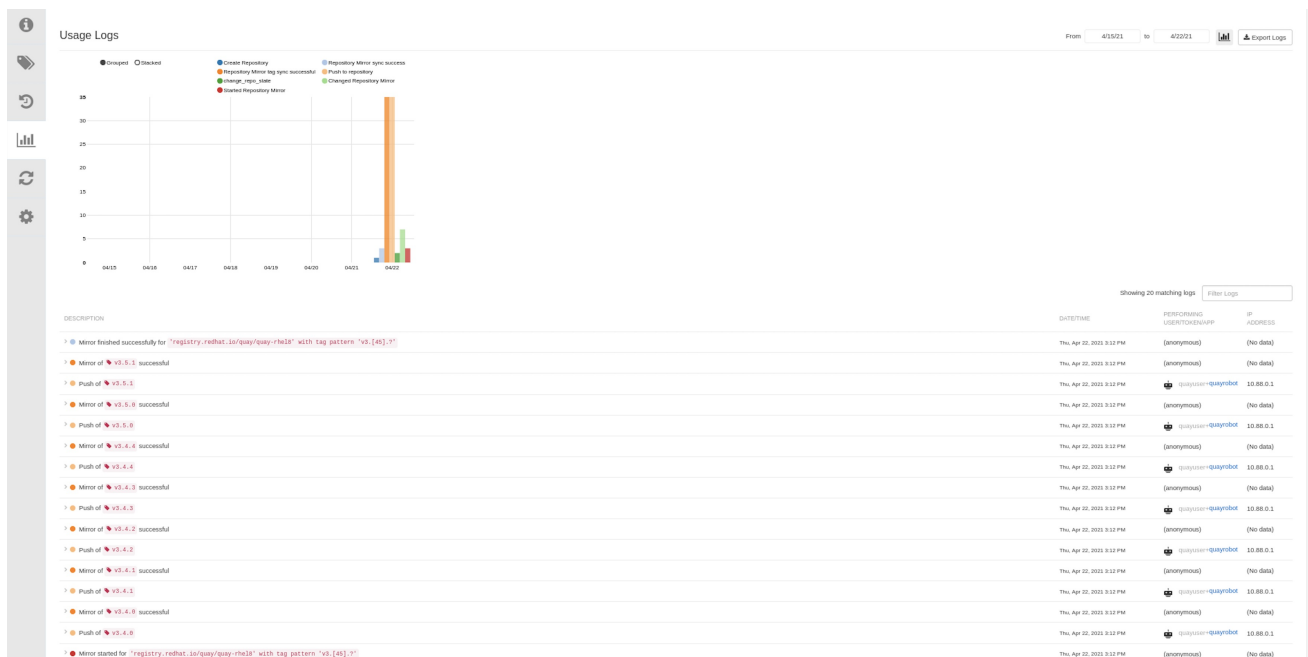 Usage Logs
From 4/15/21 to 4/22/21 Export Logs
Grouped Stacked
Create Repository Repository Mirror sync success
Repository Mirror tag sync successful Push to repository
change_repo_state Changed Repository Mirror
Started Repository Mirror
35
30
25
20
15
10
5
0
04/15 04/16 04/17 04/18 04/19 04/20 04/21 04/22
Showing 20 matching logs Filter Logs
DESCRIPTION DATE/TIME PERFORMING USER/TOKEN/APP IP ADDRESS
Mirror finished successfully for 'registry.redhat.io/quay/quay-rhel8' with tag pattern 'v3.[45].?' Thu, Apr 22, 2021 3:12 PM (anonymous) (No data)
Mirror of v3.5.1 successful Thu, Apr 22, 2021 3:12 PM (anonymous) (No data)
Push of v3.5.1 Thu, Apr 22, 2021 3:12 PM quayuser+quayrobot 10.88.0.1
Mirror of v3.5.0 successful Thu, Apr 22, 2021 3:12 PM (anonymous) (No data)
Push of v3.5.0 Thu, Apr 22, 2021 3:12 PM quayuser+quayrobot 10.88.0.1
Mirror of v3.4.4 successful Thu, Apr 22, 2021 3:12 PM (anonymous) (No data)
Push of v3.4.4 Thu, Apr 22, 2021 3:12 PM quayuser+quayrobot 10.88.0.1
Mirror of v3.4.3 successful Thu, Apr 22, 2021 3:12 PM (anonymous) (No data)
Push of v3.4.3 Thu, Apr 22, 2021 3:12 PM quayuser+quayrobot 10.88.0.1
Mirror of v3.4.2 successful Thu, Apr 22, 2021 3:12 PM (anonymous) (No data)
Push of v3.4.2 Thu, Apr 22, 2021 3:12 PM quayuser+quayrobot 10.88.0.1
Mirror of v3.4.1 successful Thu, Apr 22, 2021 3:12 PM (anonymous) (No data)
Push of v3.4.1 Thu, Apr 22, 2021 3:12 PM quayuser+quayrobot 10.88.0.1
Mirror of v3.4.0 successful Thu, Apr 22, 2021 3:12 PM (anonymous) (No data)
Push of v3.4.0 Thu, Apr 22, 2021 3:12 PM quayuser+quayrobot 10.88.0.1
Mirror started for 'registry.redhat.io/quay/quay-rhel8' with tag pattern 'v3.[45].?' Thu, Apr 22, 2021 3:12 PM (anonymous) (No data)